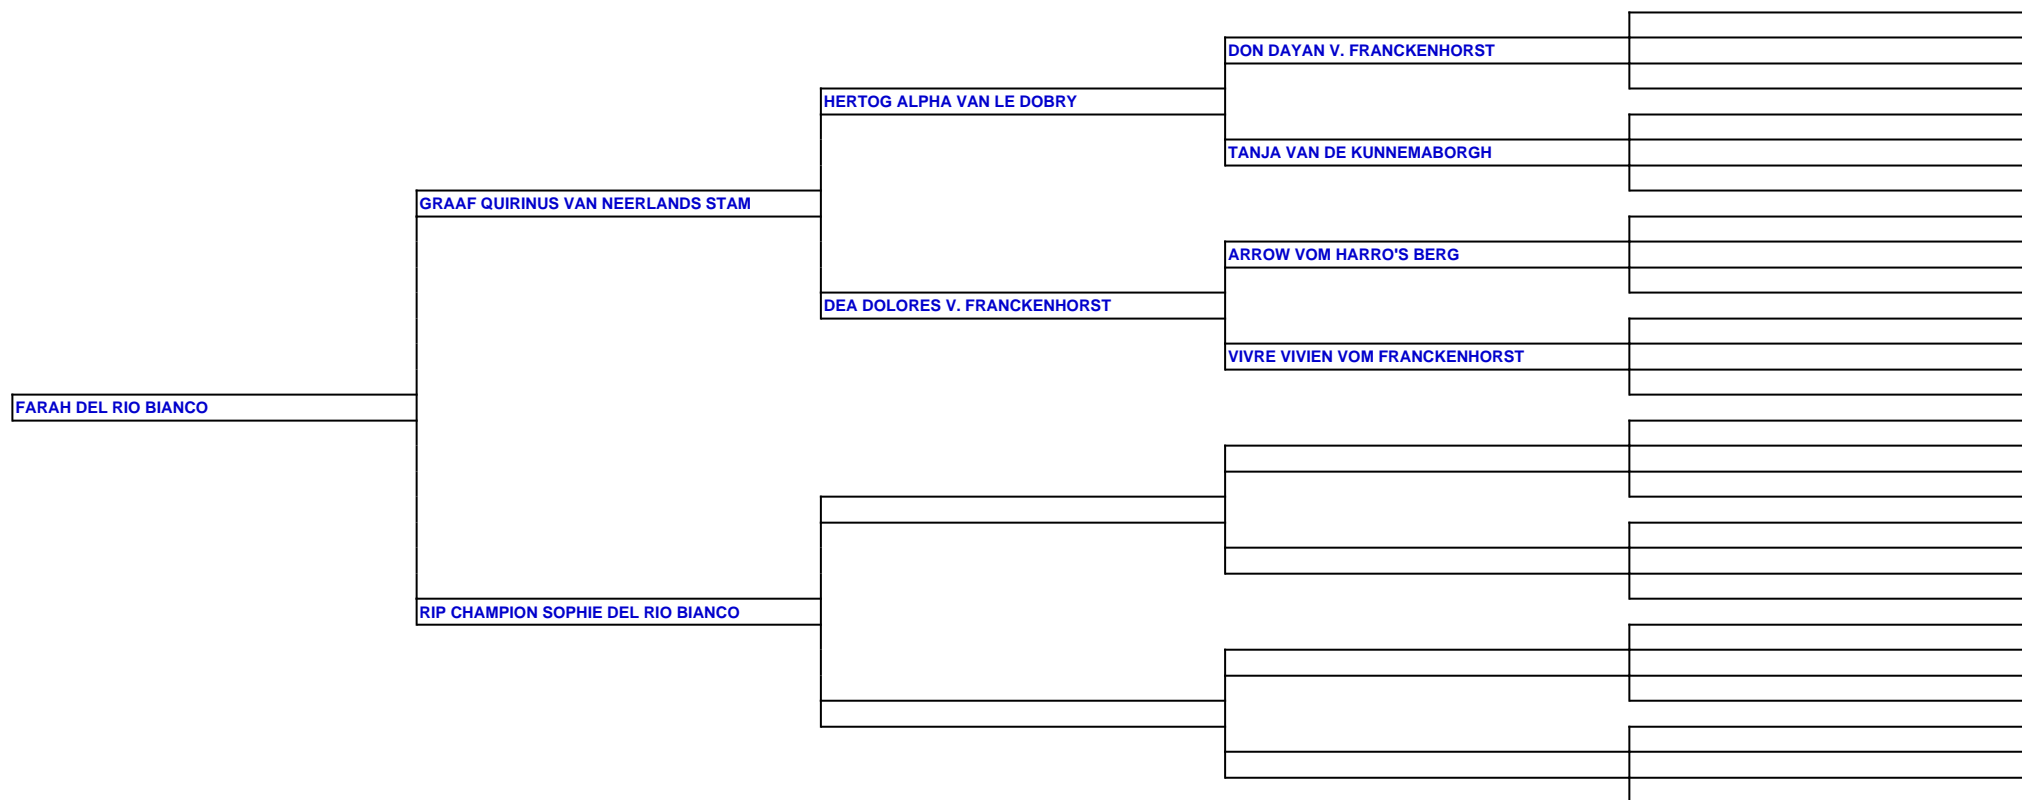 DON DAYAN V. FRANCKENHORST
HERTOG ALPHA VAN LE DOBRY
TANJA VAN DE KUNNEMABORGH
GRAAF QUIRINUS VAN NEERLANDS STAM
ARROW VOM HARRO'S BERG
DEA DOLORES V. FRANCKENHORST
VIVRE VIVIEN VOM FRANCKENHORST
FARAH DEL RIO BIANCO
RIP CHAMPION SOPHIE DEL RIO BIANCO